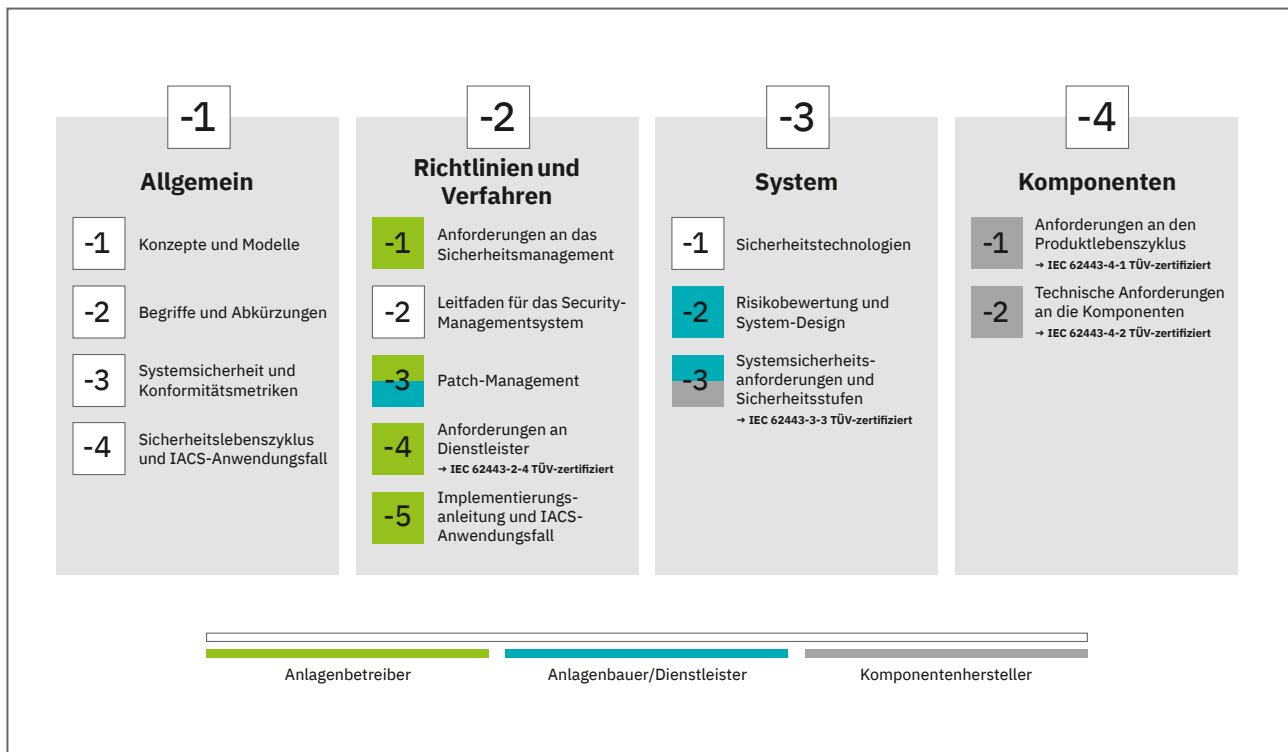 -1
Allgemein
-1
Konzepte und Modelle
-2
Begriffe und Abkürzungen
-3
Systemsicherheit und
Konformitätsmetriken
-4
Sicherheitslebenszyklus
und IACS-Anwendungsfall
-2
Richtlinien und
Verfahren
-1
Anforderungen an das
Sicherheitsmanagement
-2
Leitfaden für das Security-
Managementsystem
-3
Patch-Management
-4
Anforderungen an
Dienstleister
→ IEC 62443-2-4 TÜV-zertifiziert
-5
Implementierungs-
anleitung und IACS-
Anwendungsfall
-3
System
-1
Sicherheitstechnologien
-2
Risikobewertung und
System-Design
-3
Systemsicherheits-
anforderungen und
Sicherheitsstufen
→ IEC 62443-3-3 TÜV-zertifiziert
-4
Komponenten
-1
Anforderungen an den
Produktlebenszyklus
→ IEC 62443-4-1 TÜV-zertifiziert
-2
Technische Anforderungen
an die Komponenten
→ IEC 62443-4-2 TÜV-zertifiziert
Anlagenbetreiber
Anlagenbauer/Dienstleister
Komponentenhersteller